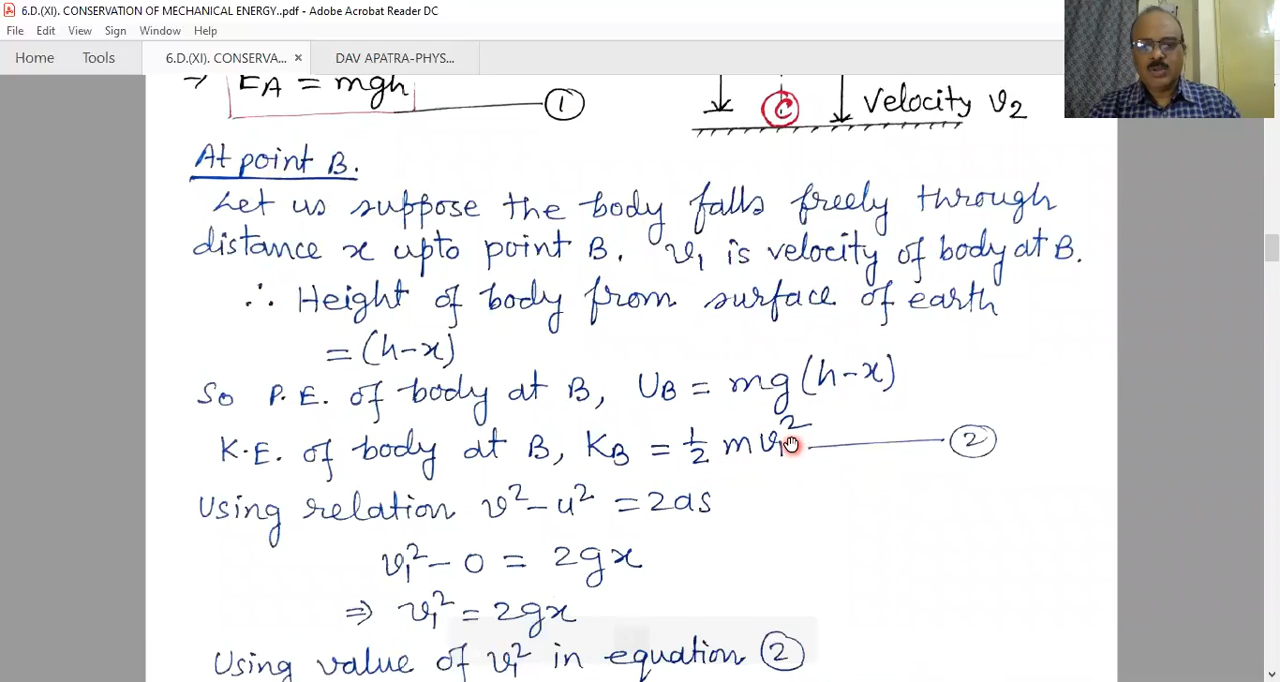 6.D.(XI). CONSERVATION OF MECHANICAL ENERGY..pdf - Adobe Acrobat Reader DC
File Edit View Sign Window Help
Home Tools 6.D.(XI). CONSERVA... × DAV APATRA-PHYS...
⇒ EA = mgh ①
Ⓒ velocity v2
At point B.
Let us suppose the body falls freely through
distance x upto point B. v1 is velocity of body at B.
∴ Height of body from surface of earth
= (h-x)
So P.E. of body at B, UB = mg(h-x)
K.E. of body at B, KB = 1/2 mv1² ②
Using relation v² - u² = 2as
v1² - 0 = 2gx
⇒ v1² = 2gx
Using value of v1² in equation ②